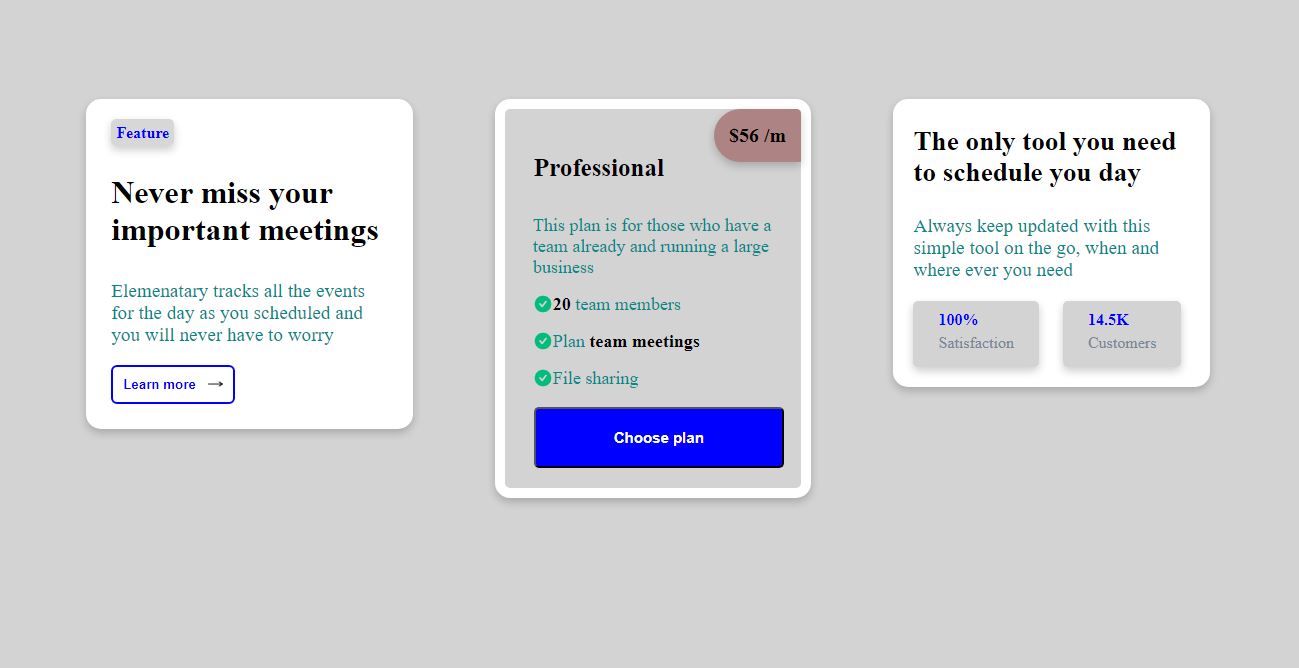 Feature
Never miss your
important meetings
Elemenatary tracks all the events
for the day as you scheduled and
you will never have to worry
Learn more →
$56 /m
Professional
This plan is for those who have a
team already and running a large
business
20 team members
Plan team meetings
File sharing
Choose plan
The only tool you need
to schedule you day
Always keep updated with this
simple tool on the go, when and
where ever you need
100%
Satisfaction
14.5K
Customers